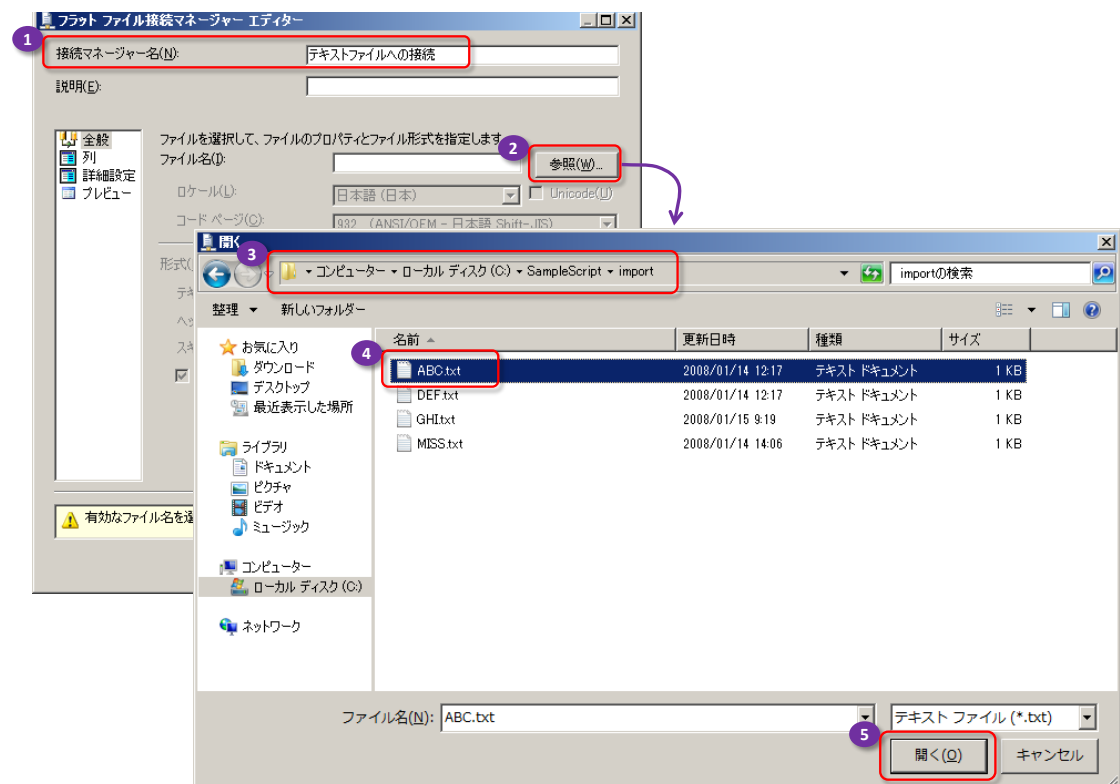 フラット ファイル接続マネージャー エディター
1
接続マネージャー名(N):
テキストファイルへの接続
説明(E):
全般
列
詳細設定
プレビュー
ファイルを選択して、ファイルのプロパティとファイル形式を指定します
ファイル名(I):
2
参照(W)...
ロケール(L):
日本語 (日本)
Unicode(U)
コード ページ(C):
932 (ANSI/OEM - 日本語 Shift-JIS)
形式(
テキ
ヘッ
スキ
有効なファイル名を選
開く
3
コンピューター ローカル ディスク (C:) SampleScript import
importの検索
整理 新しいフォルダー
お気に入り
ダウンロード
デスクトップ
最近表示した場所
ライブラリ
ドキュメント
ピクチャ
ビデオ
ミュージック
コンピューター
ローカル ディスク (C:)
ネットワーク
名前 更新日時 種類 サイズ
4
ABC.txt 2008/01/14 12:17 テキスト ドキュメント 1 KB
DEF.txt 2008/01/14 12:17 テキスト ドキュメント 1 KB
GHI.txt 2008/01/15 9:19 テキスト ドキュメント 1 KB
MISS.txt 2008/01/14 14:06 テキスト ドキュメント 1 KB
ファイル名(N): ABC.txt
テキスト ファイル (*.txt)
5
開く(O)
キャンセル